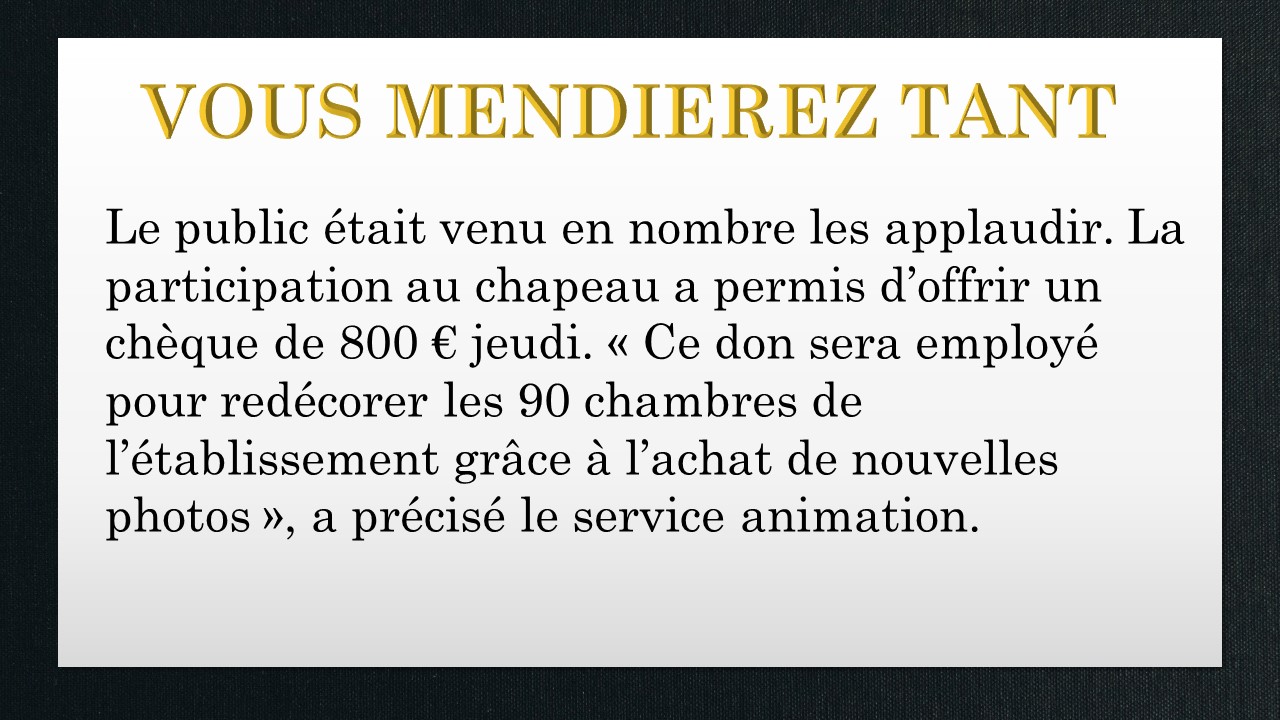 VOUS MENDIEREZ TANT
Le public était venu en nombre les applaudir. La
participation au chapeau a permis d’offrir un
chèque de 800 € jeudi. « Ce don sera employé
pour redécorer les 90 chambres de
l’établissement grâce à l’achat de nouvelles
photos », a précisé le service animation.